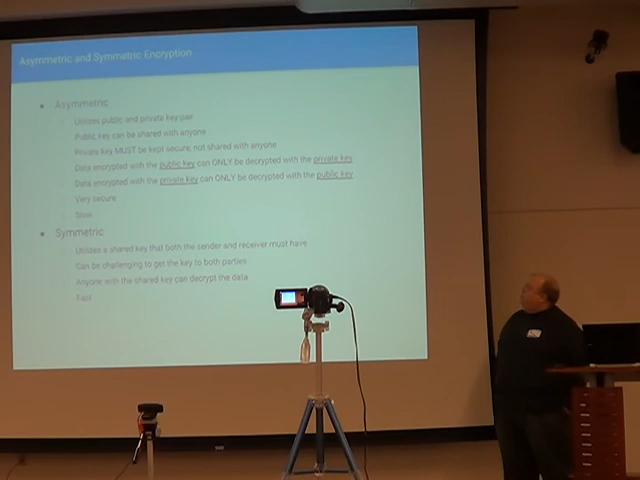 Asymmetric and Symmetric Encryption
Asymmetric
Utilizes public and private key pair
Public key can be shared with anyone
Private key MUST be kept secure, not shared with anyone
Data encrypted with the public key can ONLY be decrypted with the private key
Data encrypted with the private key can ONLY be decrypted with the public key
Very secure
Slow
Symmetric
Utilizes a shared key that both the sender and receiver must have
Can be challenging to get the key to both parties
Anyone with the shared key can decrypt the data
Fast